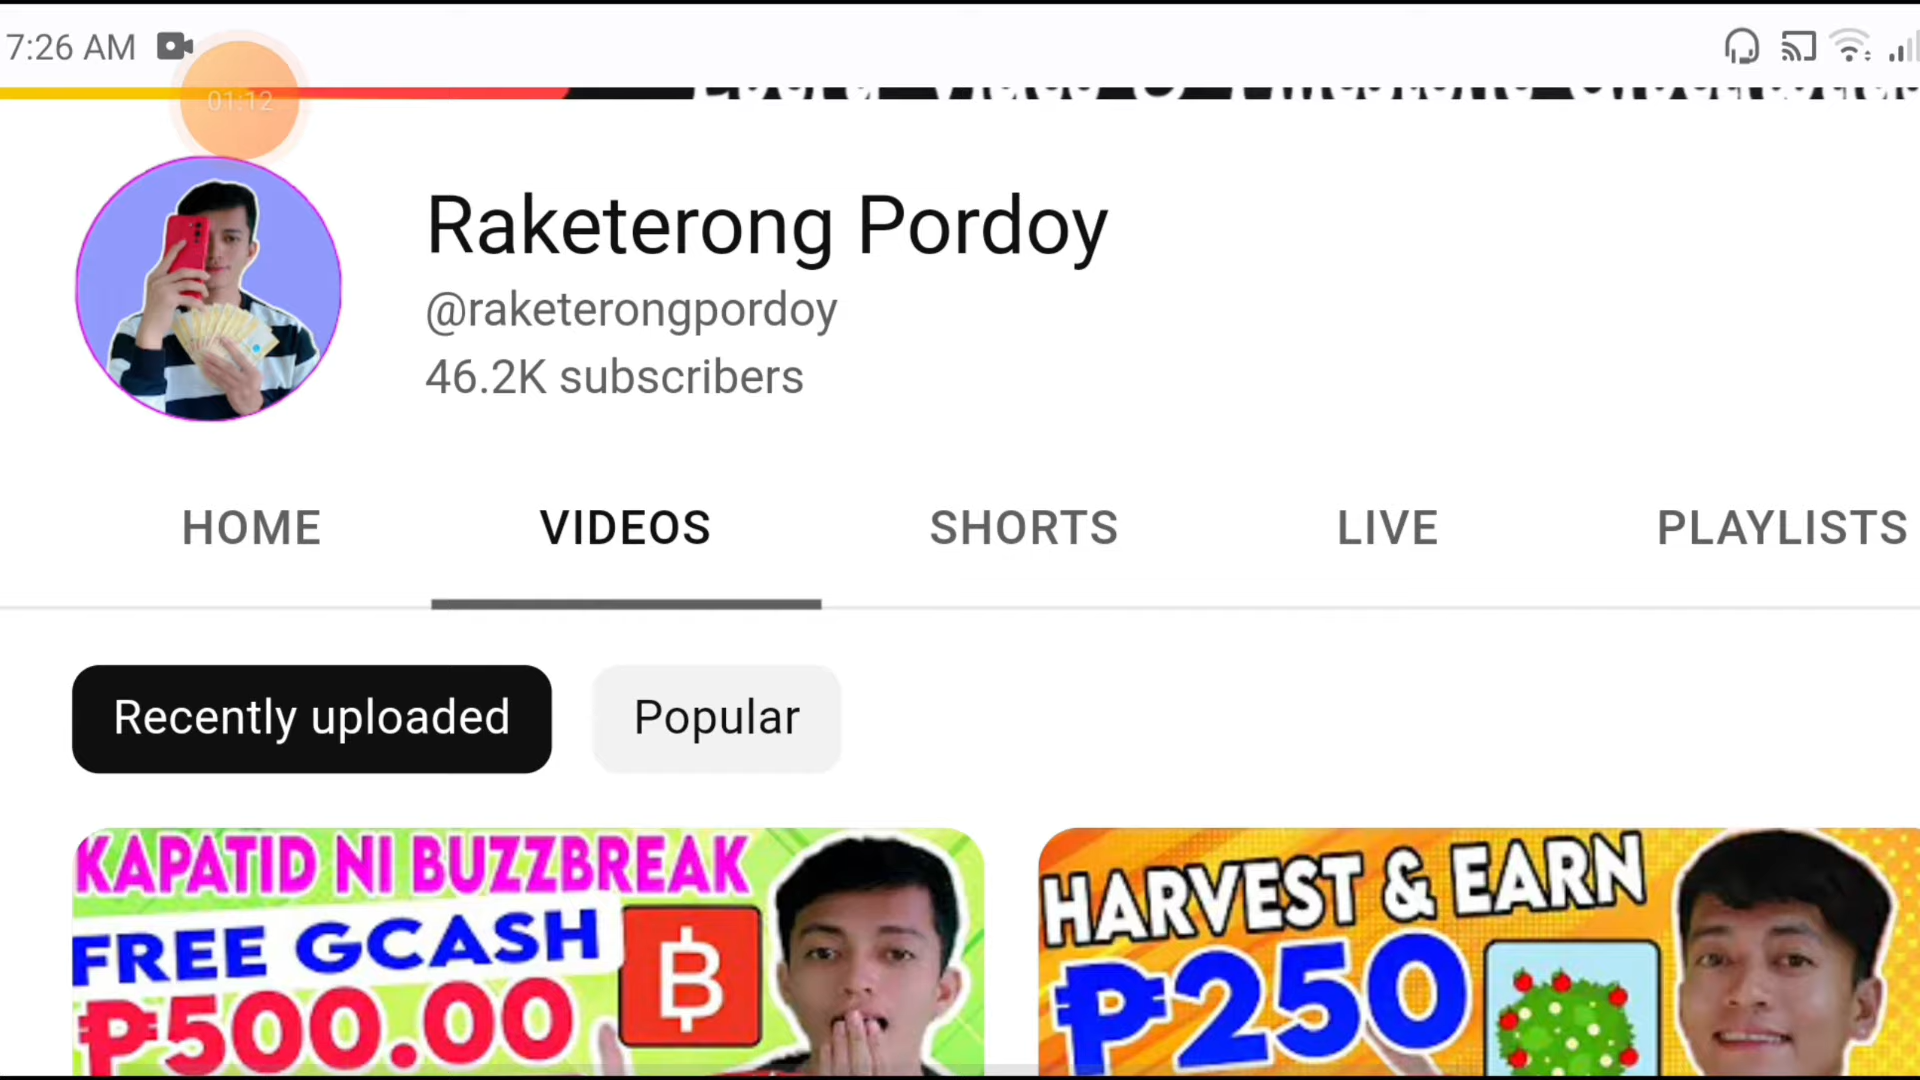 7:26 AM
01:12
Raketerong Pordoy
@raketerongpordoy
46.2K subscribers
HOME VIDEOS SHORTS LIVE PLAYLISTS
Recently uploaded Popular
KAPATID NI BUZZBREAK
FREE GCASH
₱500.00
B
HARVEST & EARN
₱250